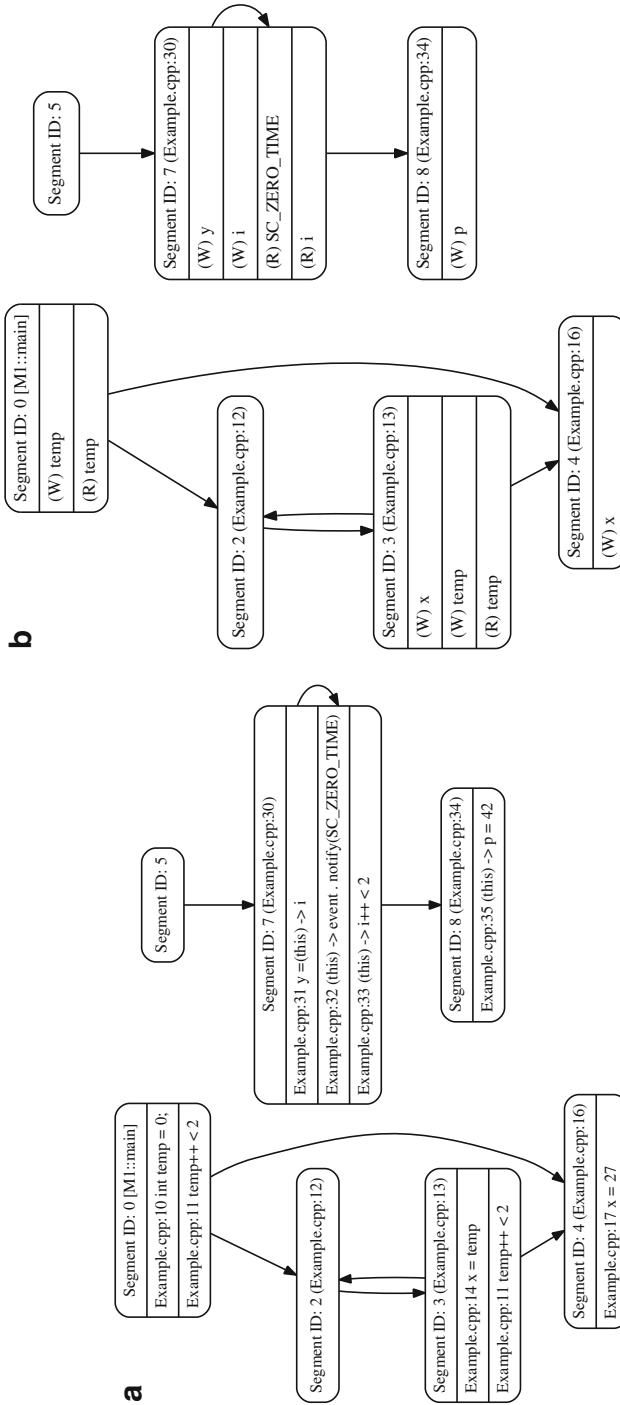 a
Segment ID: 0 [M1::main]
Example.cpp:10 int temp = 0;
Example.cpp:11 temp++ < 2
Segment ID: 2 (Example.cpp:12)
Segment ID: 3 (Example.cpp:13)
Example.cpp:14 x = temp
Example.cpp:11 temp++ < 2
Segment ID: 4 (Example.cpp:16)
Example.cpp:17 x = 27
Segment ID: 5
Segment ID: 7 (Example.cpp:30)
Example.cpp:31 y =(this) -> i
Example.cpp:32 (this) -> event . notify(SC_ZERO_TIME)
Example.cpp:33 (this) -> i++ < 2
Segment ID: 8 (Example.cpp:34)
Example.cpp:35 (this) -> p = 42
b
Segment ID: 0 [M1::main]
(W) temp
(R) temp
Segment ID: 2 (Example.cpp:12)
Segment ID: 3 (Example.cpp:13)
(W) x
(W) temp
(R) temp
Segment ID: 4 (Example.cpp:16)
(W) x
Segment ID: 5
Segment ID: 7 (Example.cpp:30)
(W) y
(W) i
(R) SC_ZERO_TIME
(R) i
Segment ID: 8 (Example.cpp:34)
(W) p